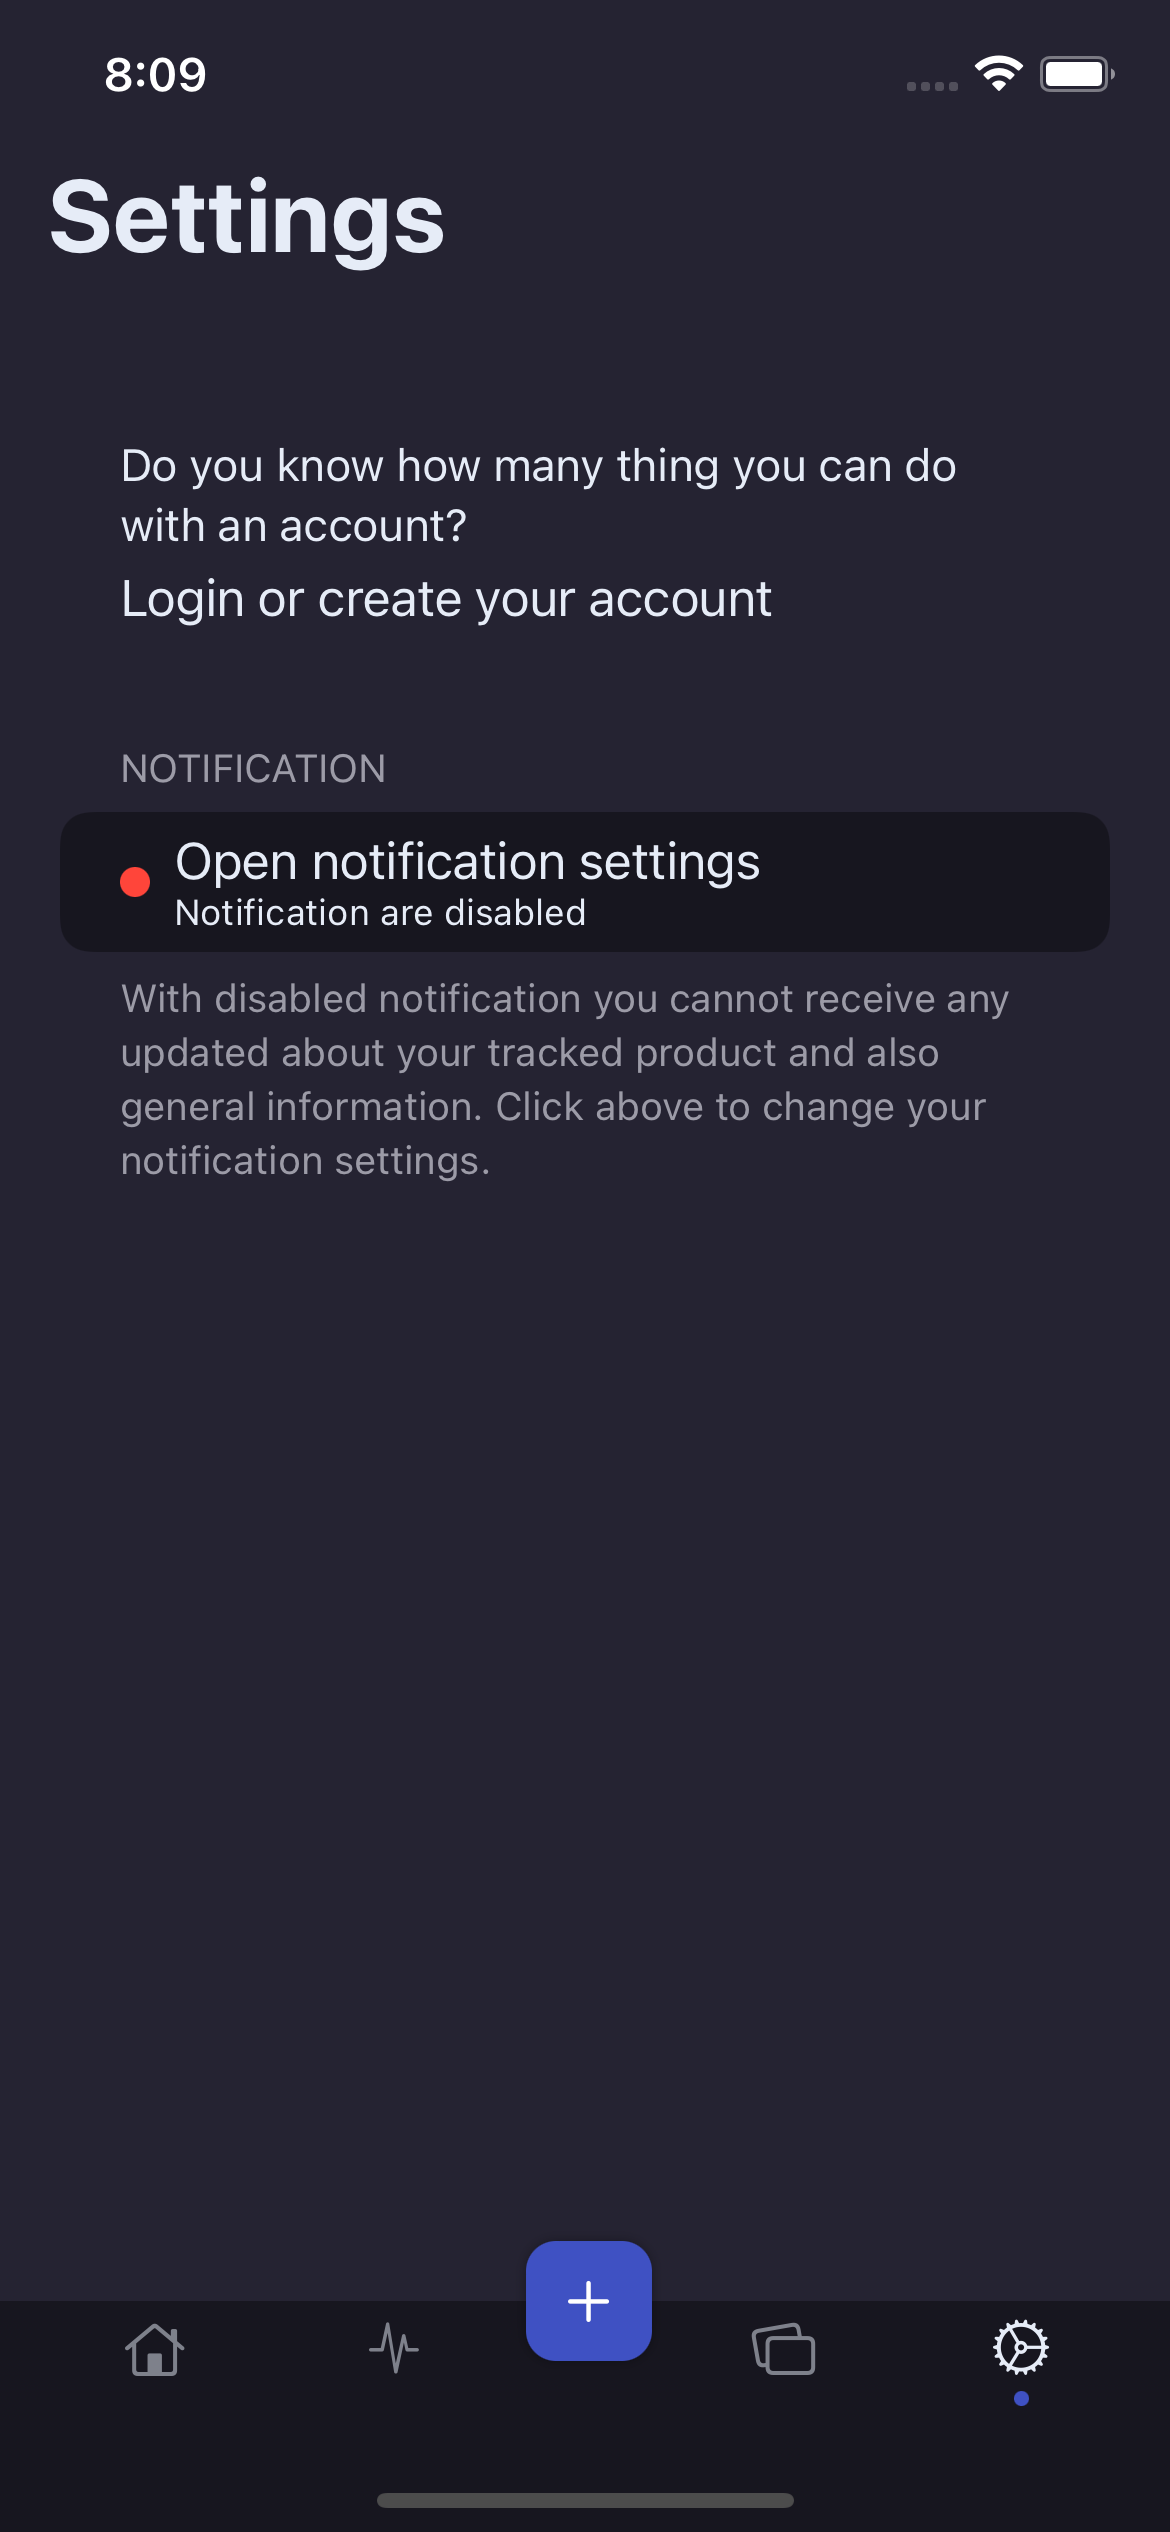 8:09
Settings
Do you know how many thing you can do
with an account?
Login or create your account
NOTIFICATION
Open notification settings
Notification are disabled
With disabled notification you cannot receive any
updated about your tracked product and also
general information. Click above to change your
notification settings.